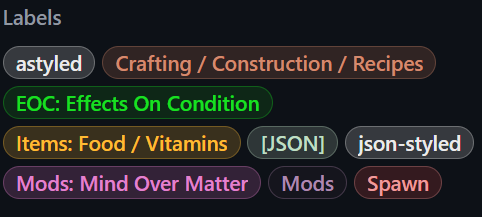 Labels
astyled Crafting / Construction / Recipes
EOC: Effects On Condition
Items: Food / Vitamins [JSON] json-styled
Mods: Mind Over Matter Mods Spawn